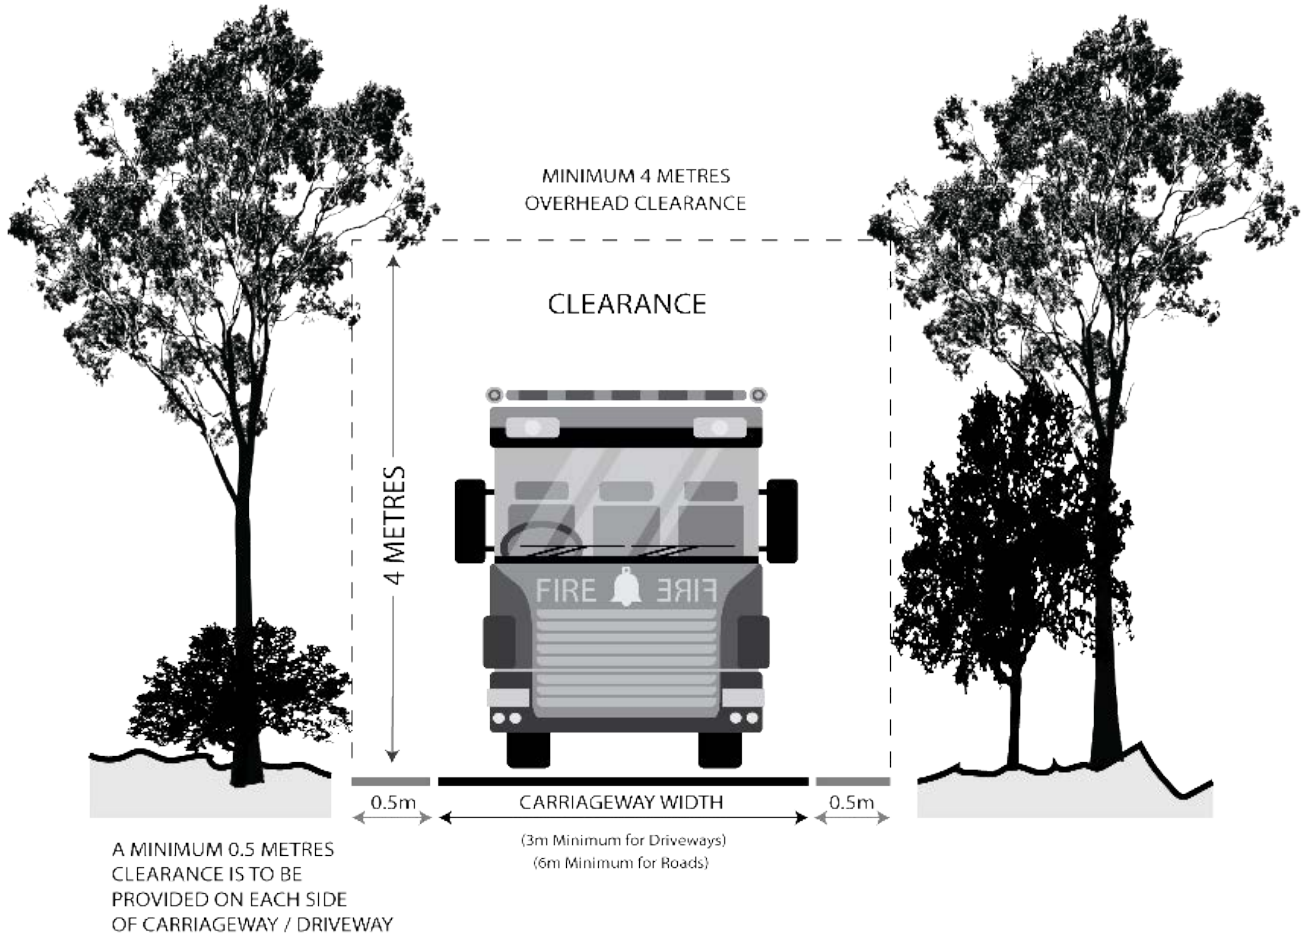 MINIMUM 4 METRES
OVERHEAD CLEARANCE
CLEARANCE
4 METRES
FIRE FIRE
0.5m
CARRIAGEWAY WIDTH
0.5m
(3m Minimum for Driveways)
(6m Minimum for Roads)
A MINIMUM 0.5 METRES
CLEARANCE IS TO BE
PROVIDED ON EACH SIDE
OF CARRIAGEWAY / DRIVEWAY